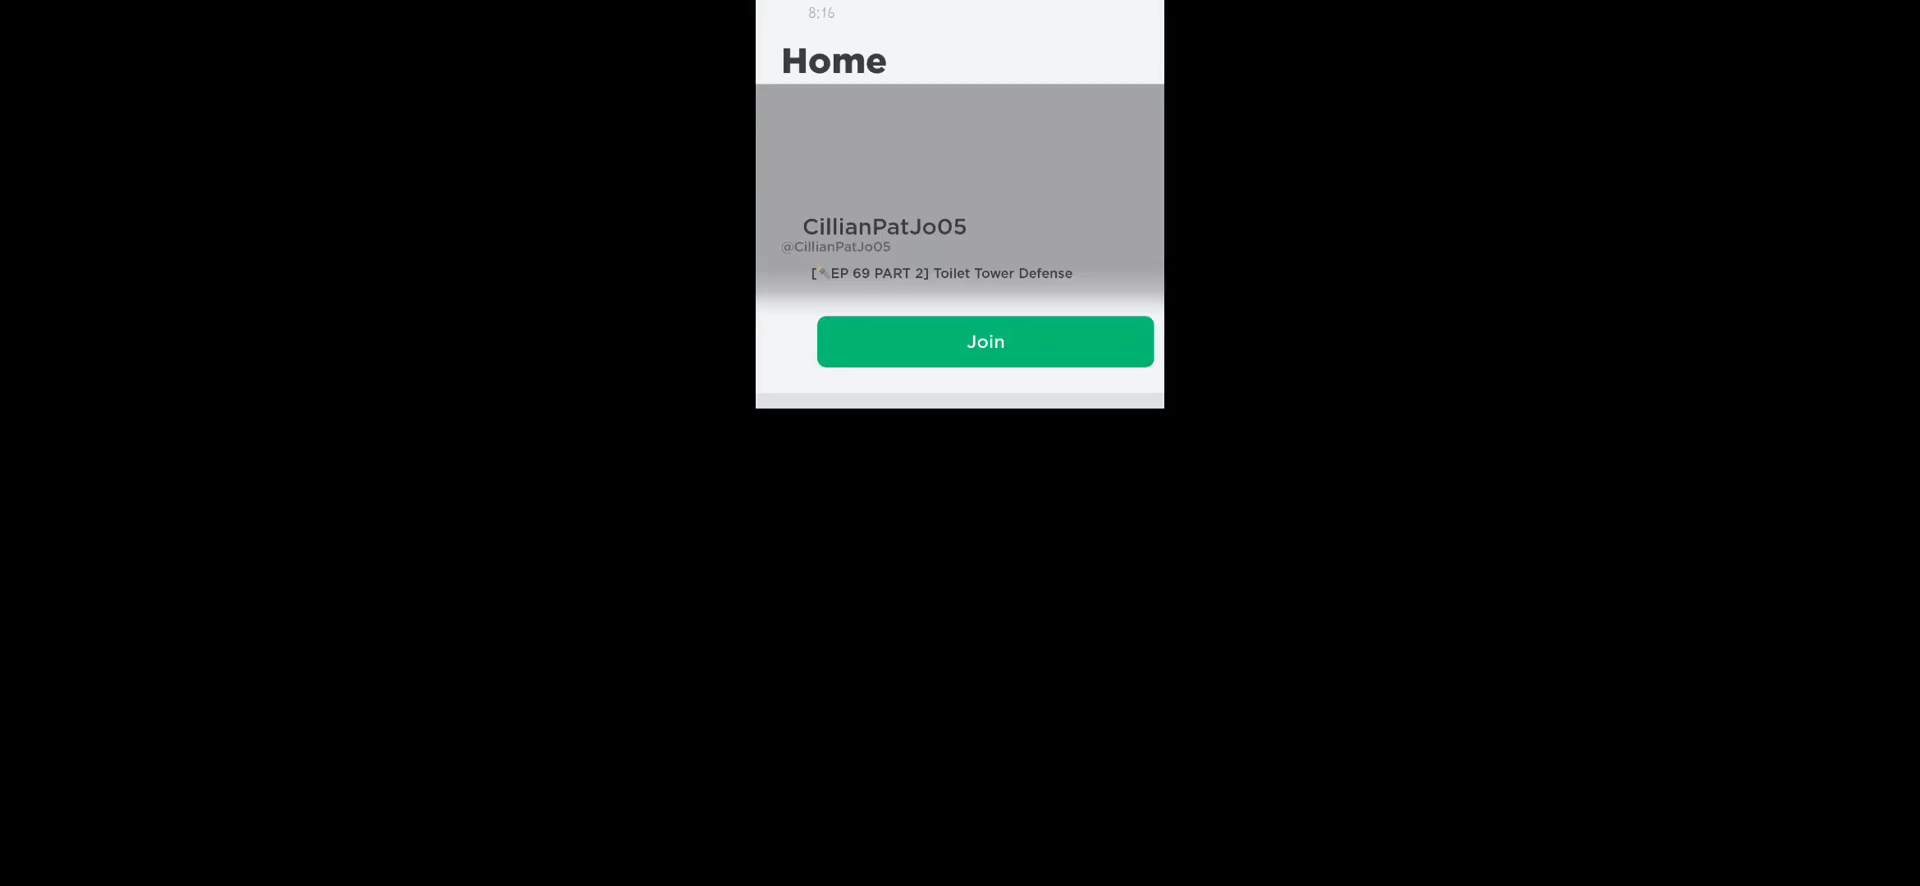 8:16
Home
CillianPatJo05
@CillianPatJo05
[🔦EP 69 PART 2] Toilet Tower Defense
Join